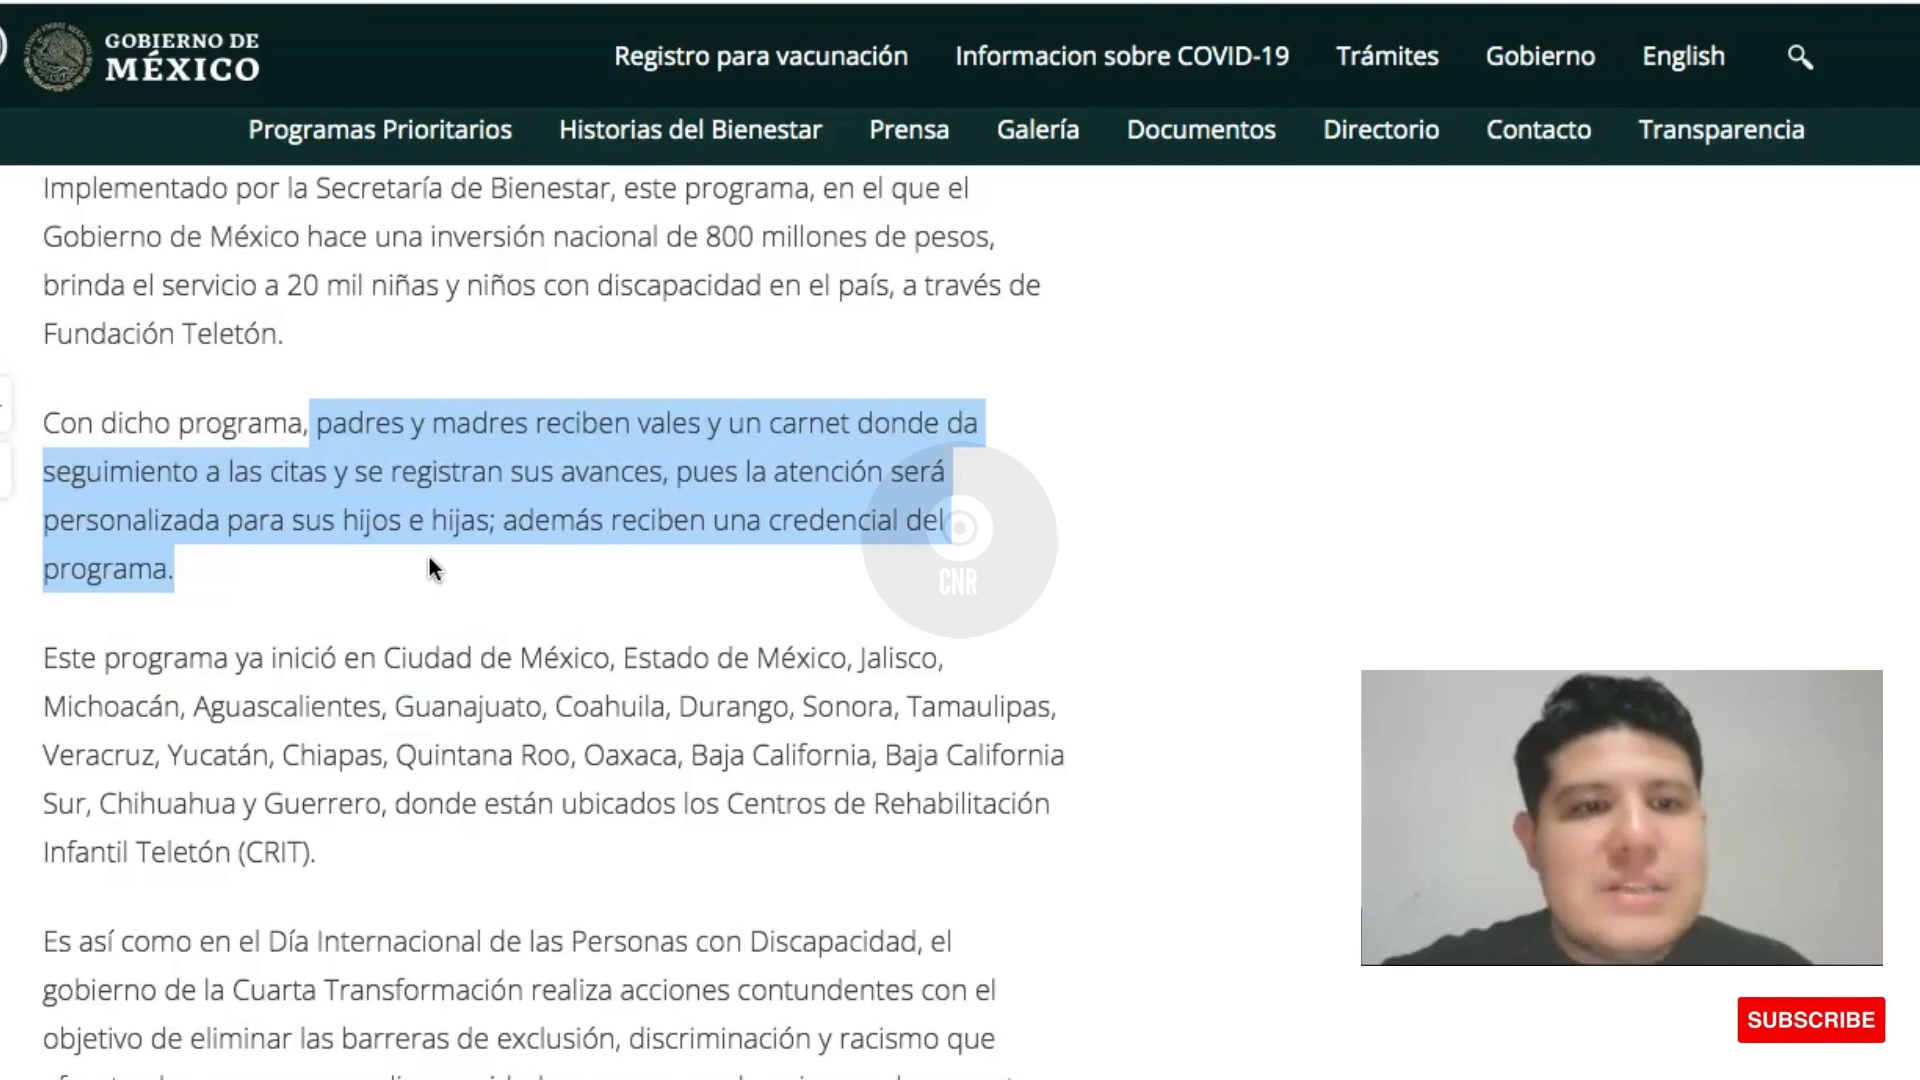 GOBIERNO DE
MÉXICO
Registro para vacunación Informacion sobre COVID-19 Trámites Gobierno English
Programas Prioritarios Historias del Bienestar Prensa Galería Documentos Directorio Contacto Transparencia
Implementado por la Secretaría de Bienestar, este programa, en el que el
Gobierno de México hace una inversión nacional de 800 millones de pesos,
brinda el servicio a 20 mil niñas y niños con discapacidad en el país, a través de
Fundación Teletón.
Con dicho programa, padres y madres reciben vales y un carnet donde da
seguimiento a las citas y se registran sus avances, pues la atención será
personalizada para sus hijos e hijas; además reciben una credencial del
programa.
CNR
Este programa ya inició en Ciudad de México, Estado de México, Jalisco,
Michoacán, Aguascalientes, Guanajuato, Coahuila, Durango, Sonora, Tamaulipas,
Veracruz, Yucatán, Chiapas, Quintana Roo, Oaxaca, Baja California, Baja California
Sur, Chihuahua y Guerrero, donde están ubicados los Centros de Rehabilitación
Infantil Teletón (CRIT).
Es así como en el Día Internacional de las Personas con Discapacidad, el
gobierno de la Cuarta Transformación realiza acciones contundentes con el
objetivo de eliminar las barreras de exclusión, discriminación y racismo que
SUBSCRIBE